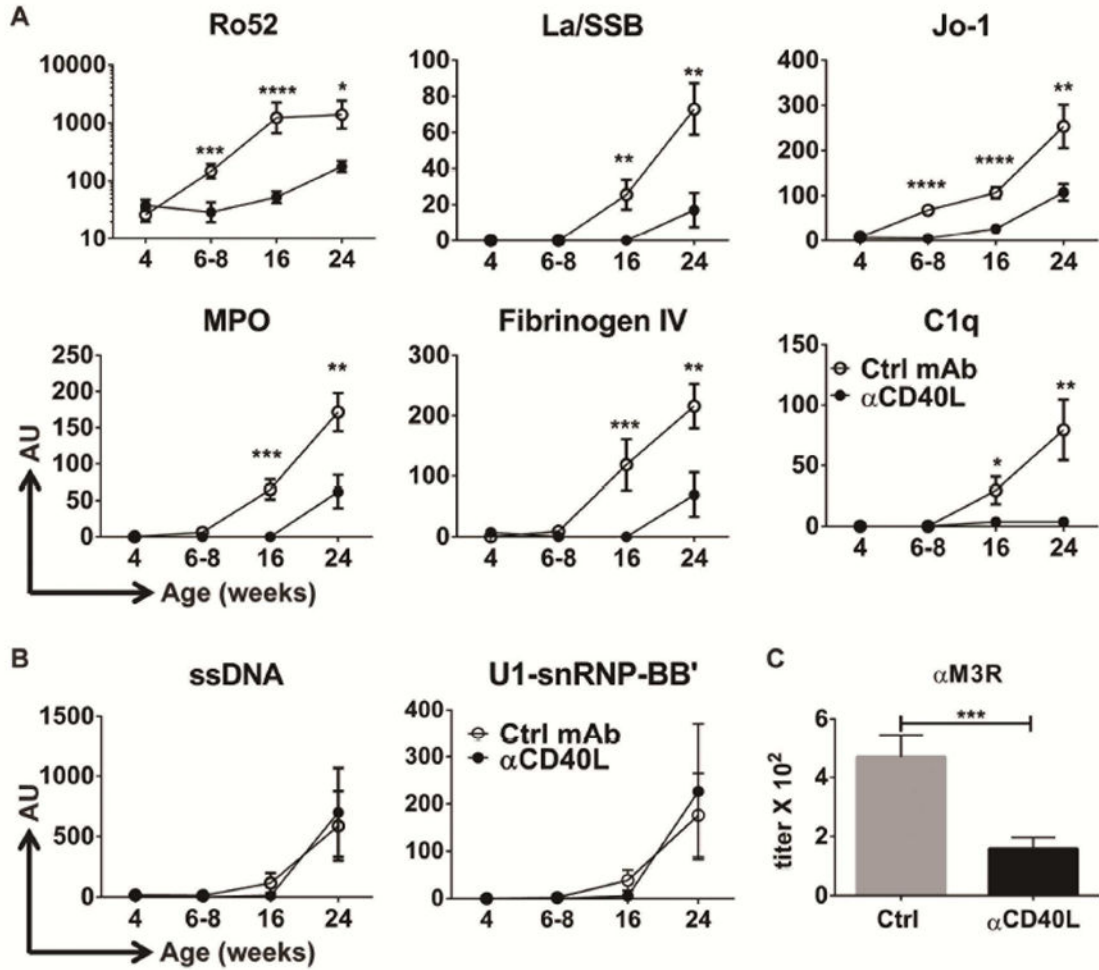 A
Ro52
10000
1000
100
10
***
****
*
4 6-8 16 24
La/SSB
80
60
40
20
0
**
**
4 6-8 16 24
Jo-1
400
300
200
100
0
****
****
**
4 6-8 16 24
MPO
250
200
150
100
50
0
***
**
4 6-8 16 24
AU
Age (weeks)
Fibrinogen IV
300
200
100
0
***
**
4 6-8 16 24
C1q
150
100
50
0
Ctrl mAb
αCD40L
*
**
4 6-8 16 24
B
ssDNA
1500
1000
500
0
4 6-8 16 24
AU
Age (weeks)
U1-snRNP-BB'
400
300
200
100
0
Ctrl mAb
αCD40L
4 6-8 16 24
C
αM3R
***
titer X 10²
6
4
2
0
Ctrl αCD40L